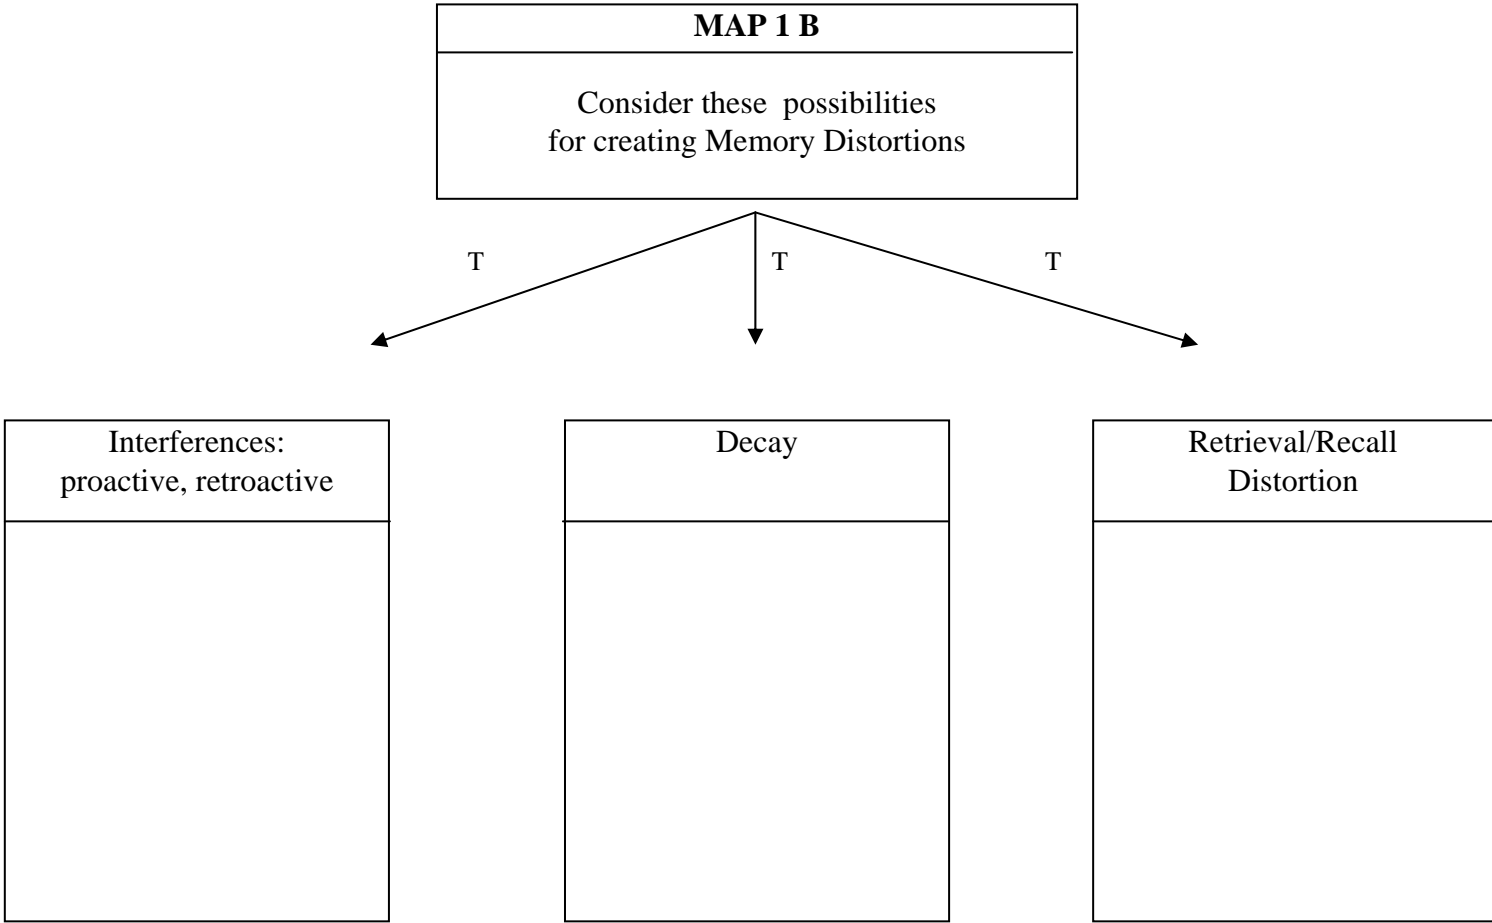 MAP 1 B
Consider these  possibilities
for creating Memory Distortions
T
T
T
Interferences:
proactive, retroactive
Decay
Retrieval/Recall
Distortion